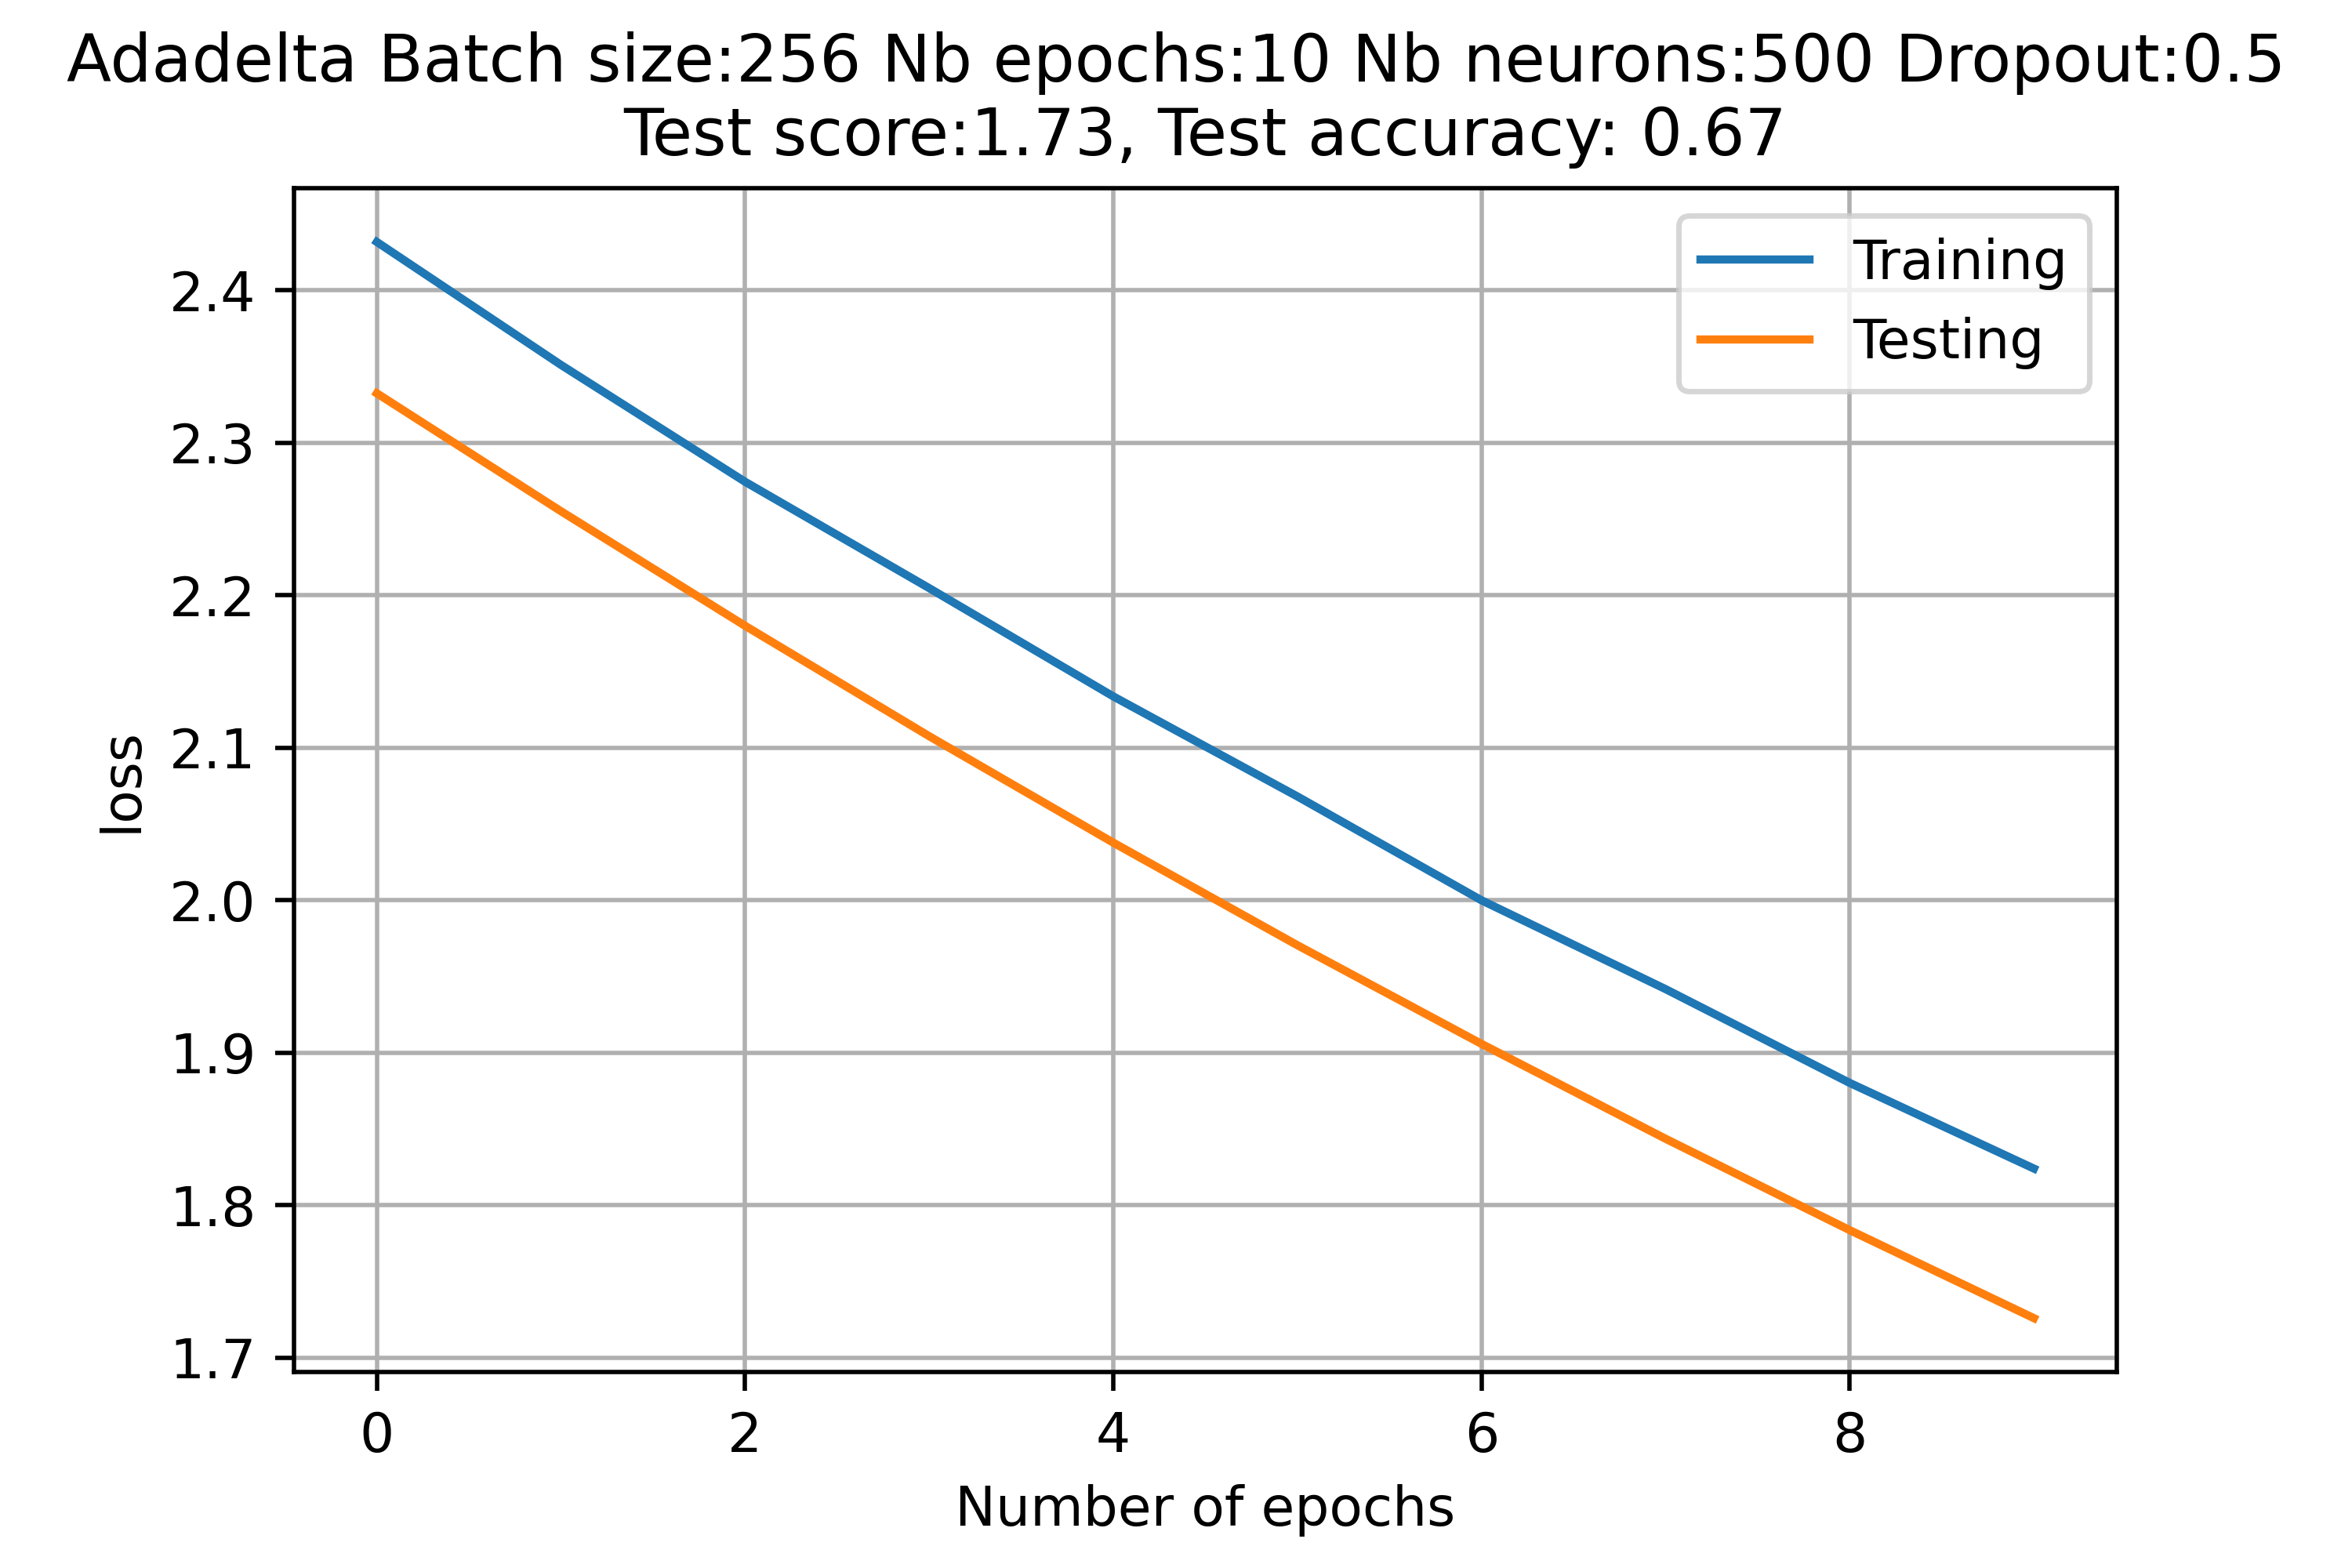 Adadelta Batch size:256 Nb epochs:10 Nb neurons:500 Dropout:0.5
Test score:1.73, Test accuracy: 0.67
Training
Testing
2.4
2.3
2.2
2.1
2.0
1.9
1.8
1.7
loss
0 2 4 6 8
Number of epochs